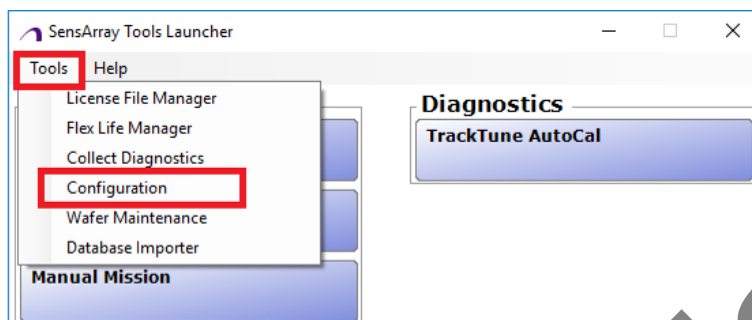 SensArray Tools Launcher
Tools Help
License File Manager
Flex Life Manager
Collect Diagnostics
Configuration
Wafer Maintenance
Database Importer
Manual Mission
Diagnostics
TrackTune AutoCal